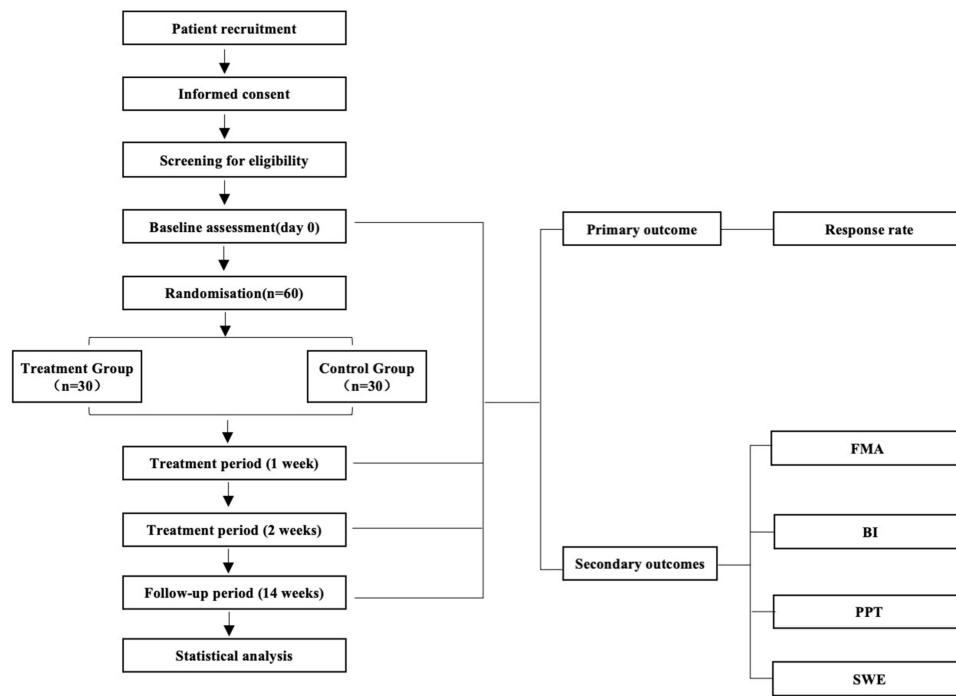 Patient recruitment
Informed consent
Screening for eligibility
Baseline assessment(day 0)
Randomisation(n=60)
Treatment Group
（n=30）
Control Group
（n=30）
Treatment period (1 week)
Treatment period (2 weeks)
Follow-up period (14 weeks)
Statistical analysis
Primary outcome
Response rate
Secondary outcomes
FMA
BI
PPT
SWE